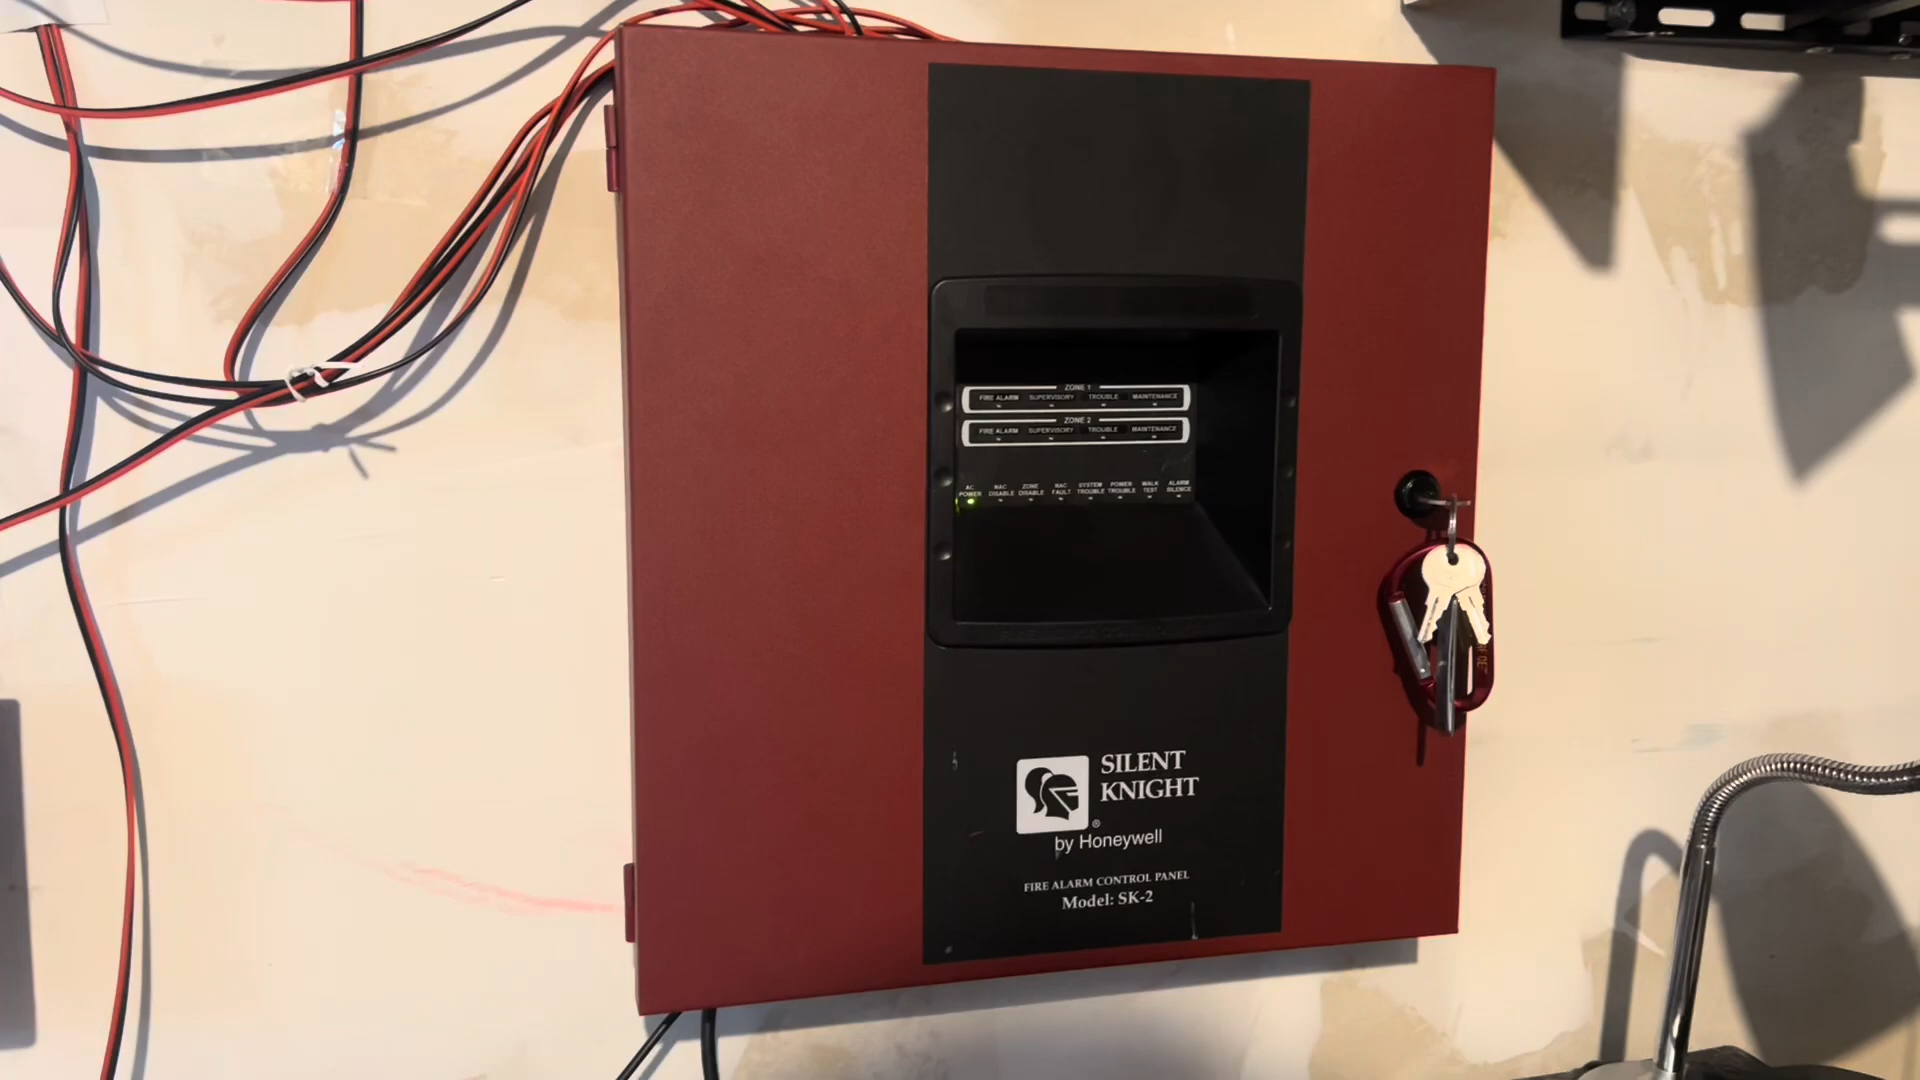 ZONE 1
FIRE ALARM SUPERVISORY TROUBLE MAINTENANCE
ZONE 2
FIRE ALARM SUPERVISORY TROUBLE MAINTENANCE
AC POWER
NAC DISABLE
ZONE DISABLE
NAC FAULT
SYSTEM TROUBLE
POWER TROUBLE
WALK TEST
ALARM SILENCE
SILENT
KNIGHT
®
by Honeywell
FIRE ALARM CONTROL PANEL
Model: SK-2